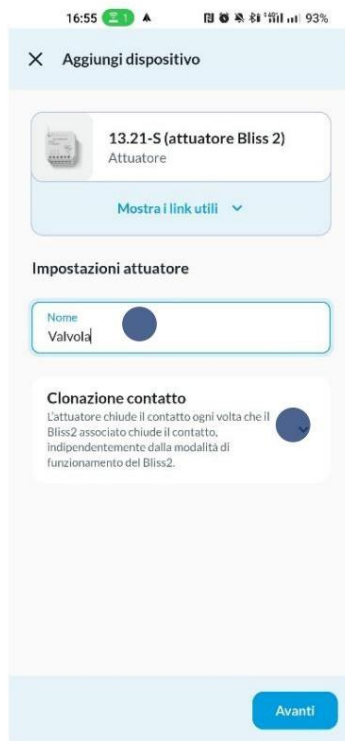 16:55 1 93%
Aggiungi dispositivo
13.21-S (attuatore Bliss 2)
Attuatore
Mostra i link utili
Impostazioni attuatore
Nome
Valvola
Clonazione contatto
L'attuatore chiude il contatto ogni volta che il
Bliss2 associato chiude il contatto,
indipendentemente dalla modalità di
funzionamento del Bliss2.
Avanti